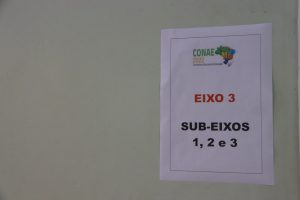 CONAE
EIXO 3
SUB-EIXOS
1, 2 e 3